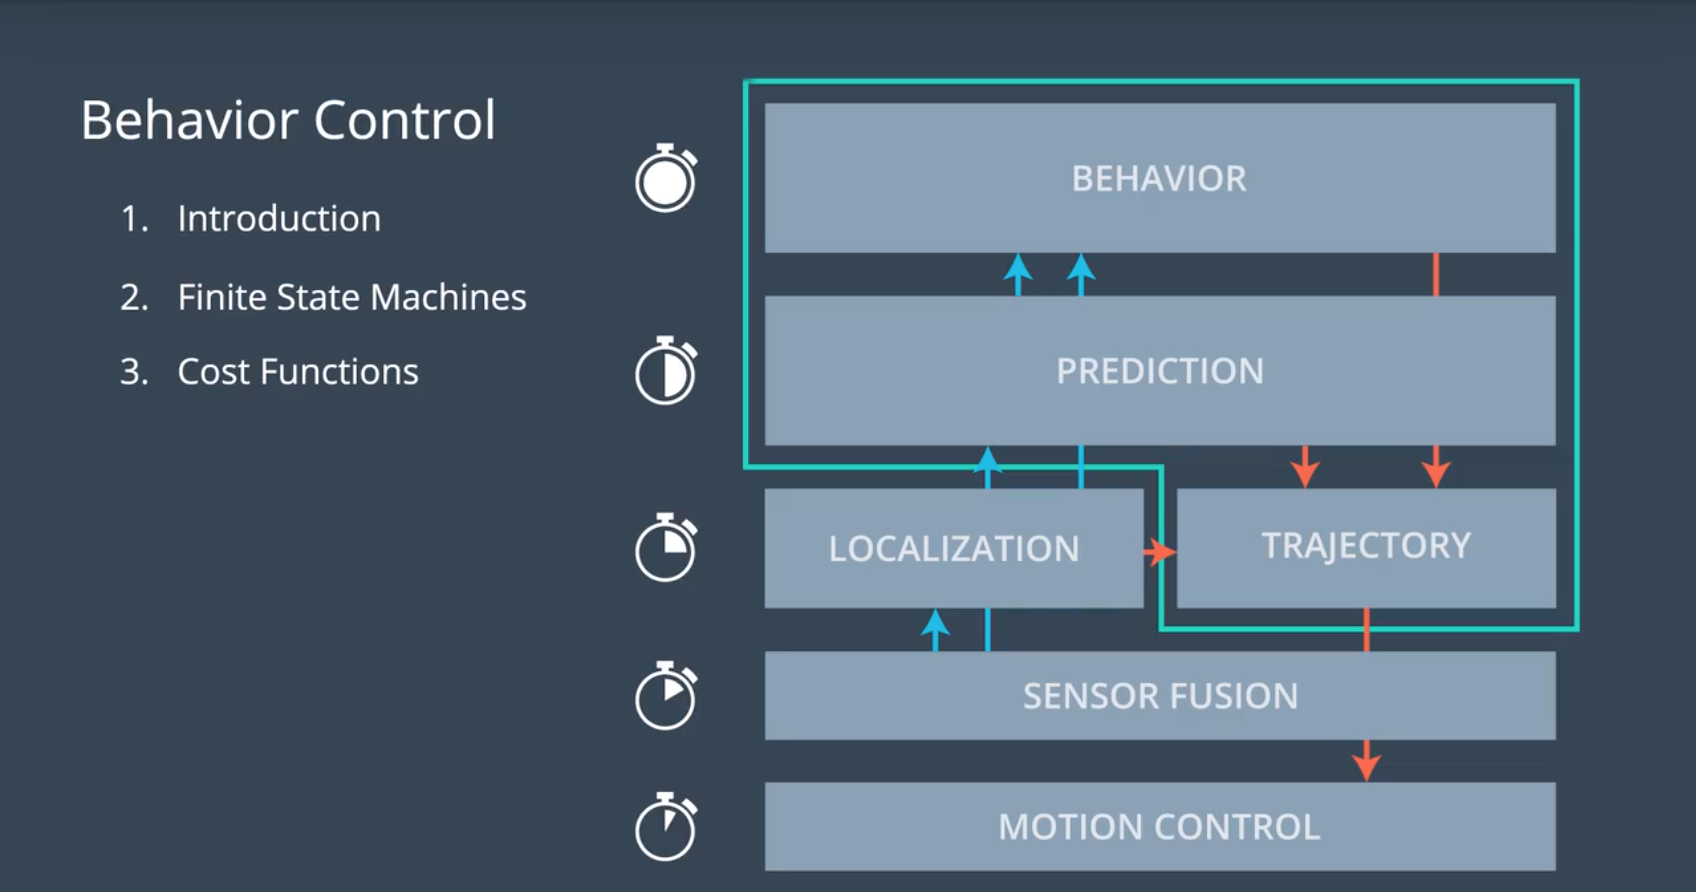 Behavior Control
1. Introduction
2. Finite State Machines
3. Cost Functions
BEHAVIOR
PREDICTION
LOCALIZATION
TRAJECTORY
SENSOR FUSION
MOTION CONTROL